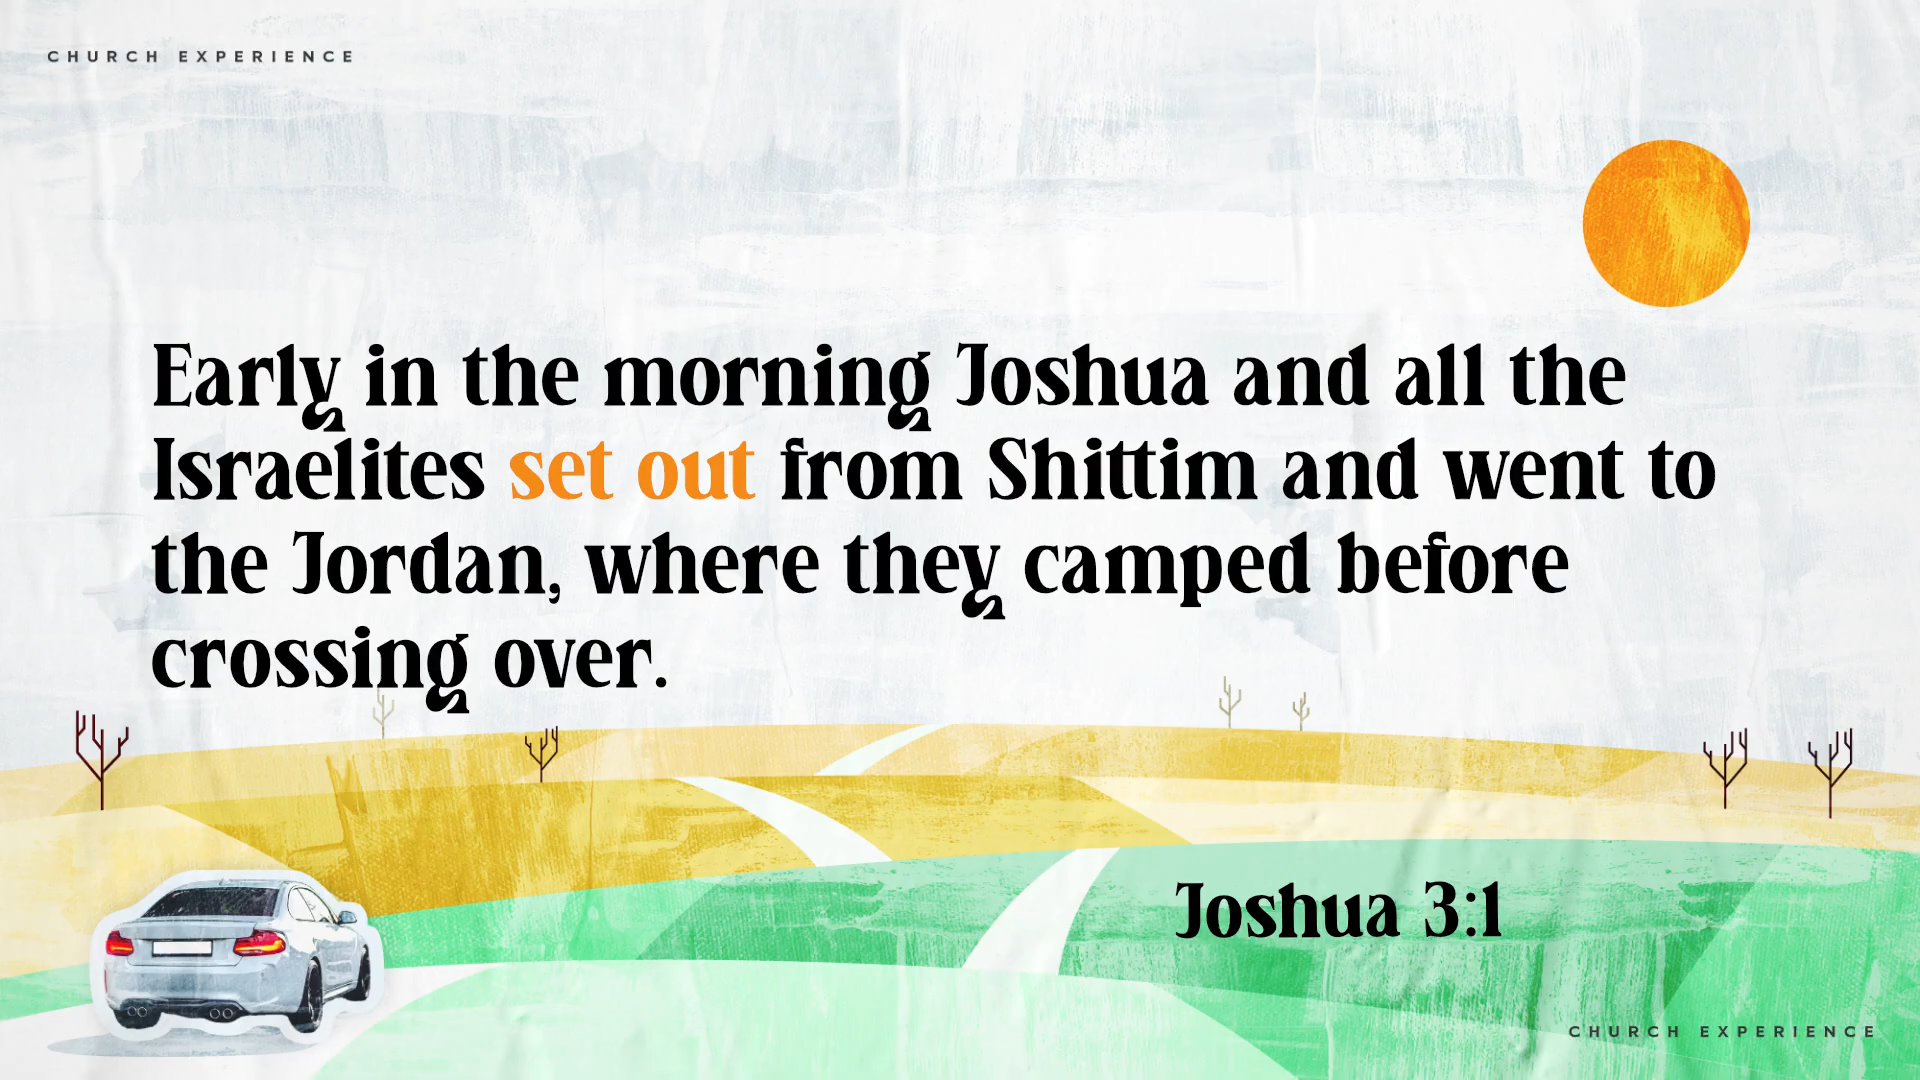 CHURCH EXPERIENCE
Early in the morning Joshua and all the
Israelites set out from Shittim and went to
the Jordan, where they camped before
crossing over.
Joshua 3:1
CHURCH EXPERIENCE